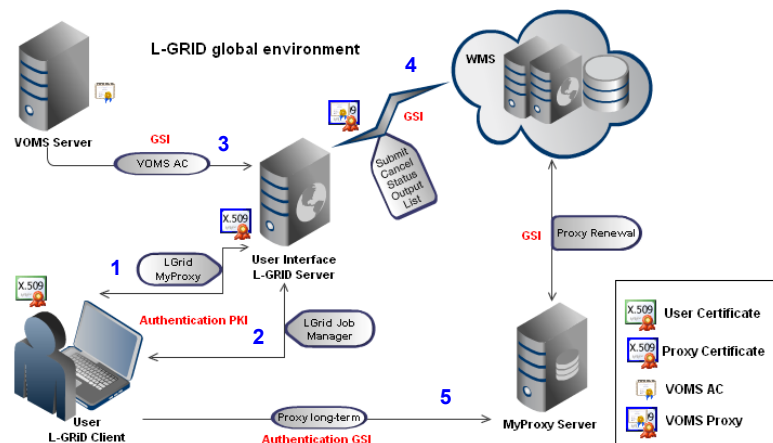 L-GRID global environment
4
WMS
GSI
GSI
3
VOMS Server
VOMS AC
Submit
Cancel
Status
Output
List
X.509
1
LGrid
MyProxy
User Interface
L-GRID Server
GSI
Proxy Renewal
X.509
Authentication PKI
2
LGrid Job
Manager
X.509
User Certificate
X.509
Proxy Certificate
VOMS AC
VOMS Proxy
5
Proxy long-term
MyProxy Server
User
L-GRiD Client
Authentication GSI